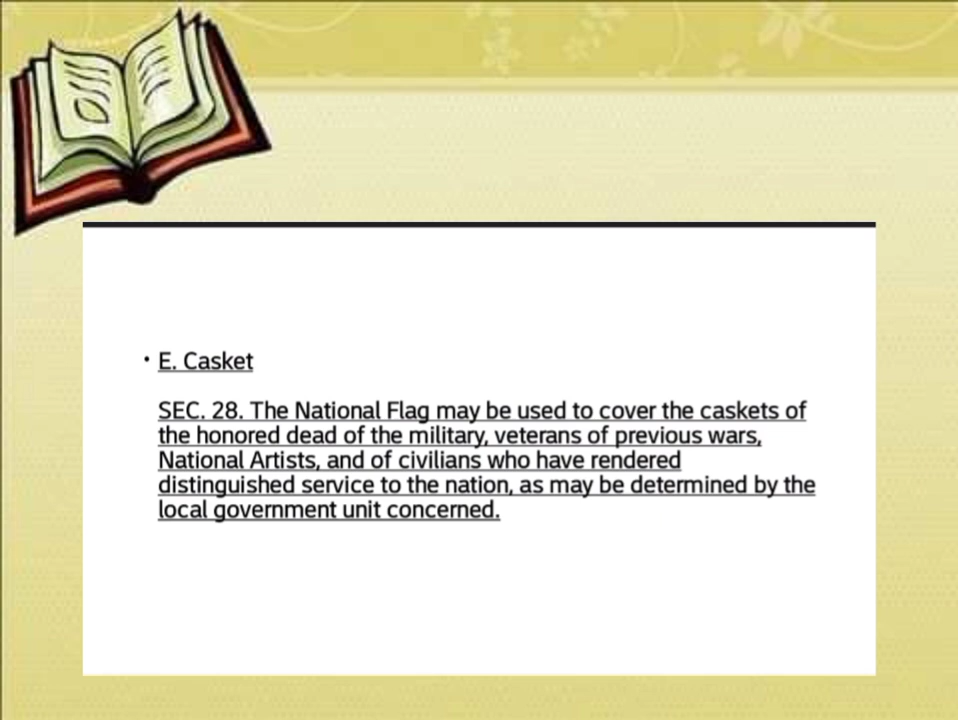 • E. Casket
SEC. 28. The National Flag may be used to cover the caskets of
the honored dead of the military, veterans of previous wars,
National Artists, and of civilians who have rendered
distinguished service to the nation, as may be determined by the
local government unit concerned.